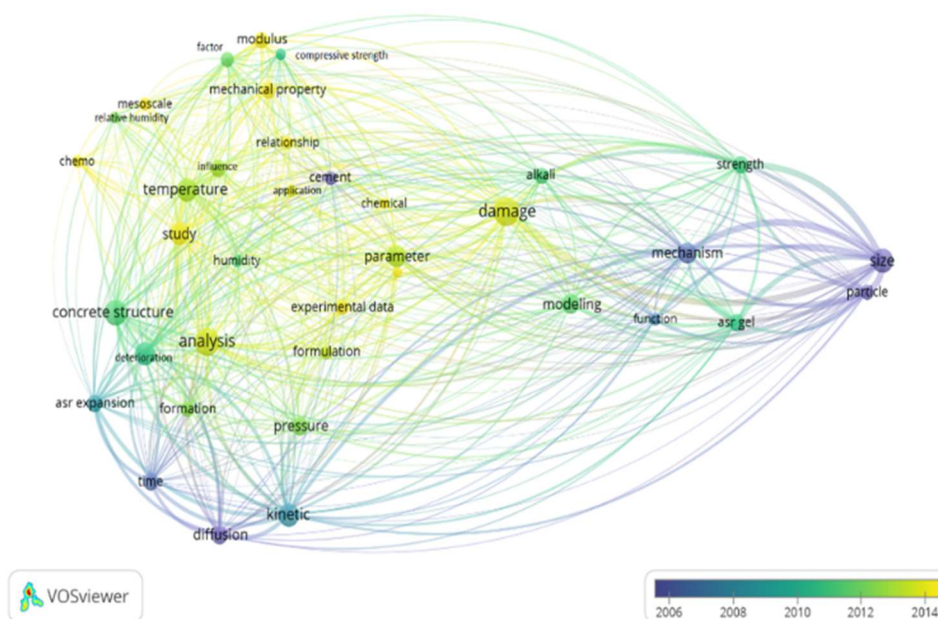 modulus
factor
compressive strength
mechanical property
mesoscale
relative humidity
relationship
chemo
influence
strength
cement
alkali
temperature
application
chemical
damage
study
mechanism
parameter
humidity
size
particle
experimental data
modeling
concrete structure
function
asr gel
analysis
formulation
deterioration
asr expansion
formation
pressure
time
kinetic
diffusion
VOSviewer
2006 2008 2010 2012 2014